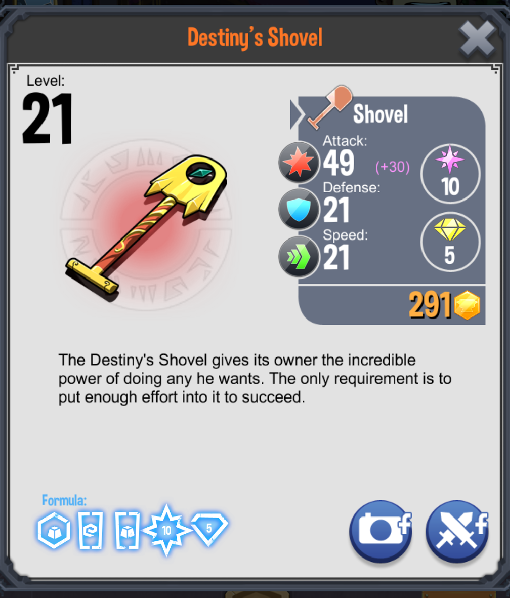 Destiny's Shovel
Level:
21
Shovel
Attack:
49 (+30)
10
Defense:
21
Speed:
21
5
291
The Destiny's Shovel gives its owner the incredible
power of doing any he wants. The only requirement is to
put enough effort into it to succeed.
Formula:
10 5
f f